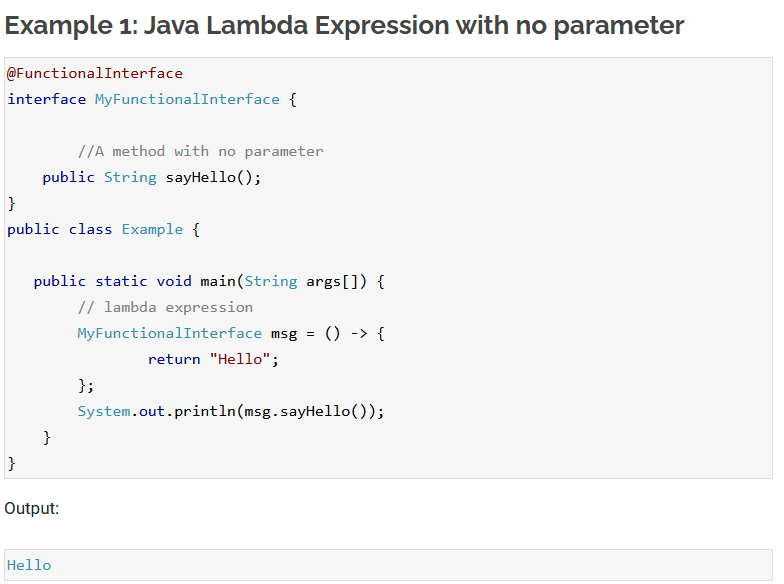 Example 1: Java Lambda Expression with no parameter
@FunctionalInterface
interface MyFunctionalInterface {
//A method with no parameter
public String sayHello();
}
public class Example {
public static void main(String args[]) {
// lambda expression
MyFunctionalInterface msg = () -> {
return "Hello";
};
System.out.println(msg.sayHello());
}
}
Output:
Hello